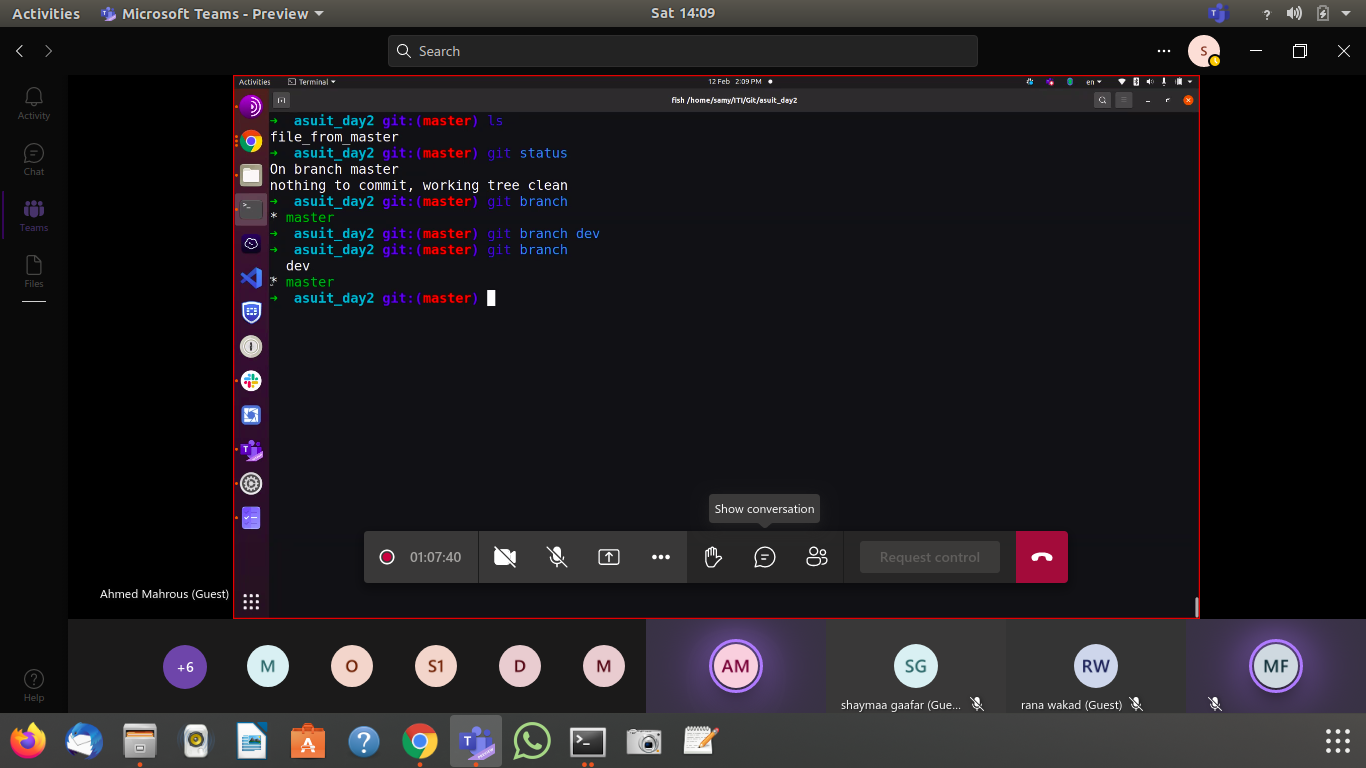 Activities Microsoft Teams - Preview Sat 14:09
Search
S
Activity
Chat
Teams
Files
Help
Activities Terminal 12 Feb 2:09 PM en
fish /home/samy/ITI/Git/asuit_day2
➜ asuit_day2 git:(master) ls
file_from_master
➜ asuit_day2 git:(master) git status
On branch master
nothing to commit, working tree clean
➜ asuit_day2 git:(master) git branch
* master
➜ asuit_day2 git:(master) git branch dev
➜ asuit_day2 git:(master) git branch
dev
* master
➜ asuit_day2 git:(master)
Show conversation
01:07:40 Request control
Ahmed Mahrous (Guest)
+6 M O S1 D M AM SG RW MF
shaymaa gaafar (Gue... rana wakad (Guest)